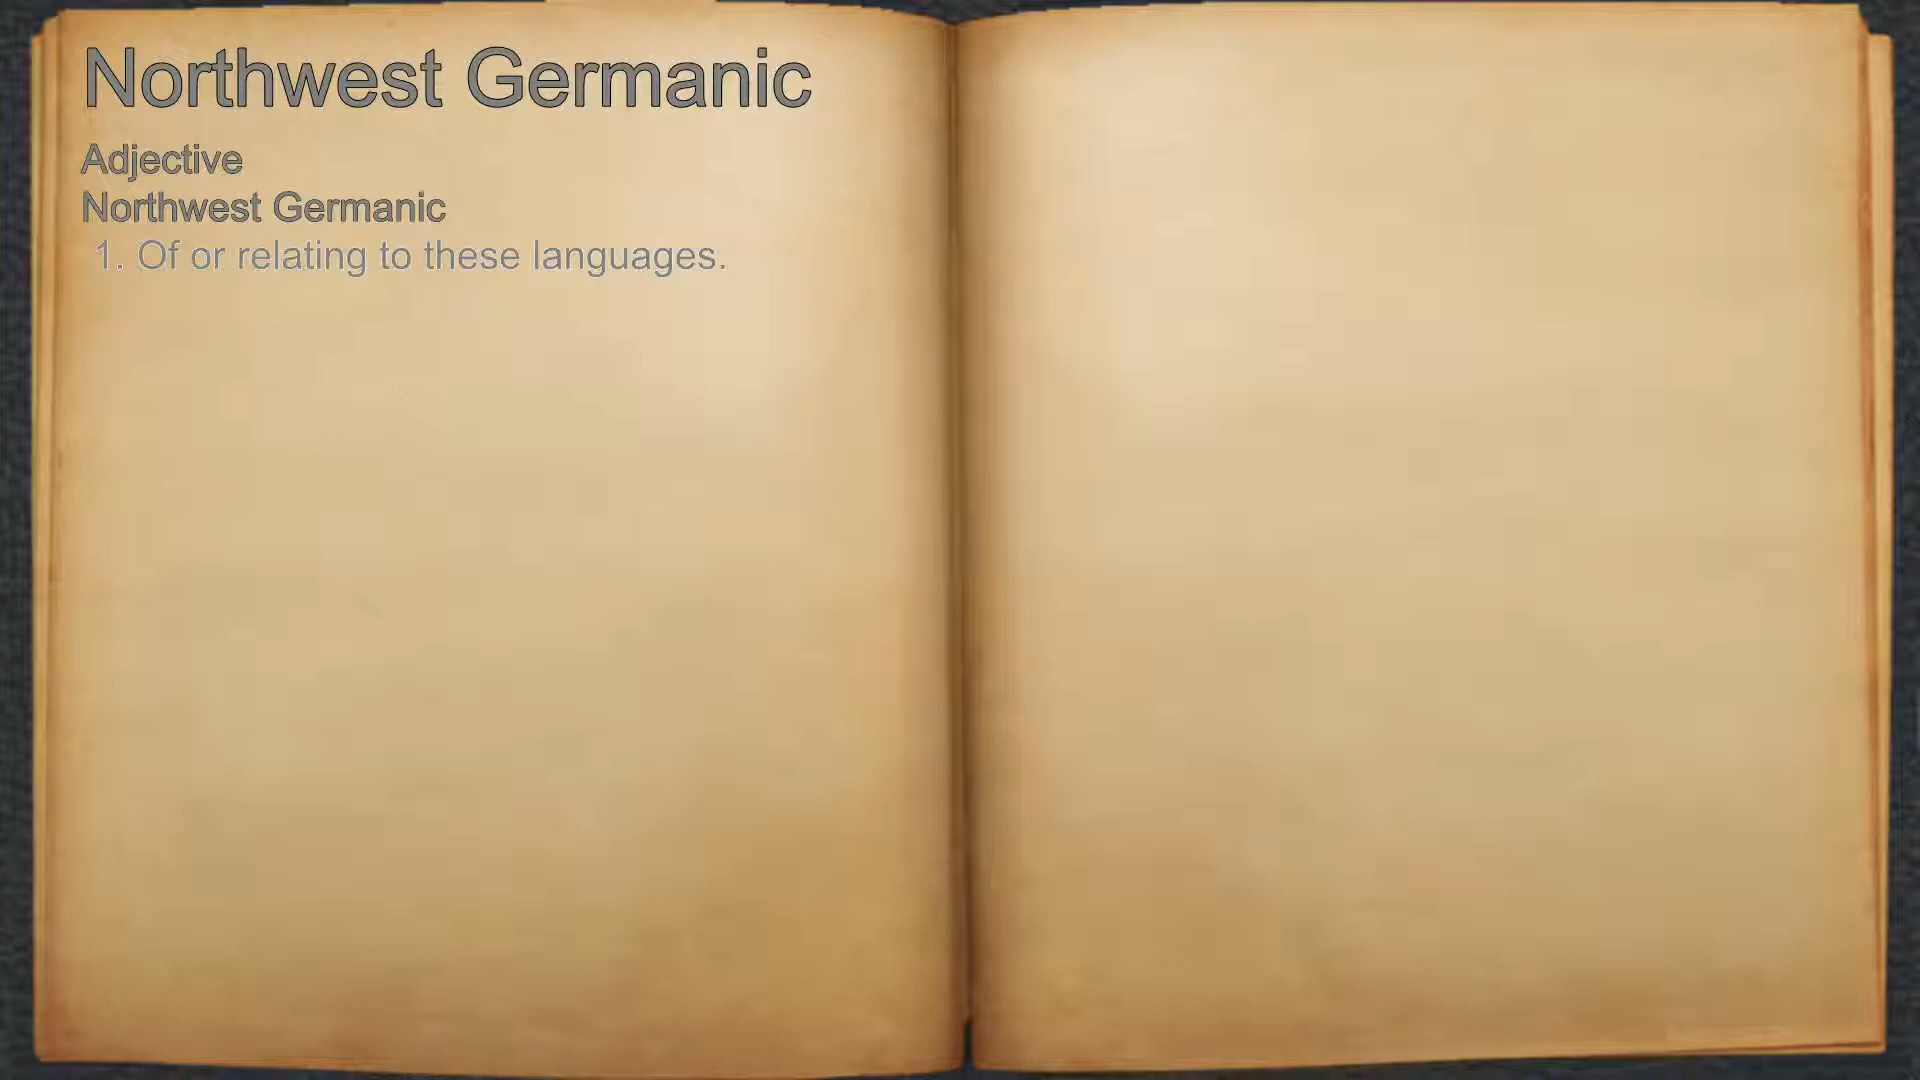 Northwest Germanic
Adjective
Northwest Germanic
1. Of or relating to these languages.